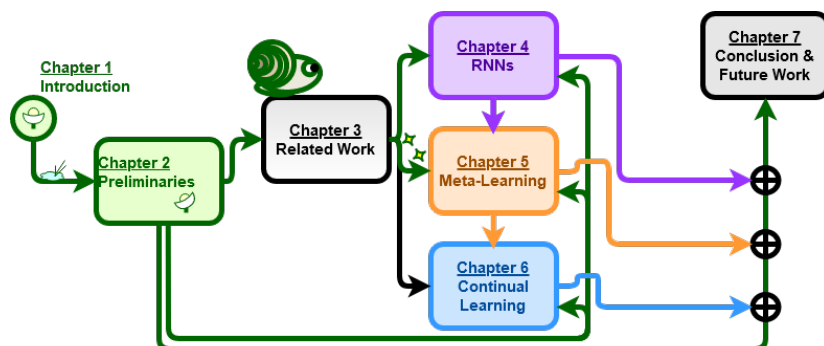 Chapter 1
Introduction
Chapter 2
Preliminaries
Chapter 3
Related Work
Chapter 4
RNNs
Chapter 5
Meta-Learning
Chapter 6
Continual
Learning
Chapter 7
Conclusion &
Future Work